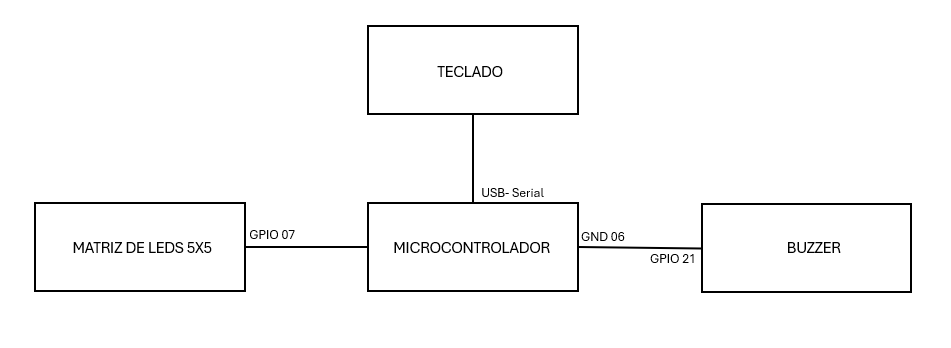 TECLADO
USB- Serial
MATRIZ DE LEDS 5X5
GPIO 07
MICROCONTROLADOR
GND 06
GPIO 21
BUZZER